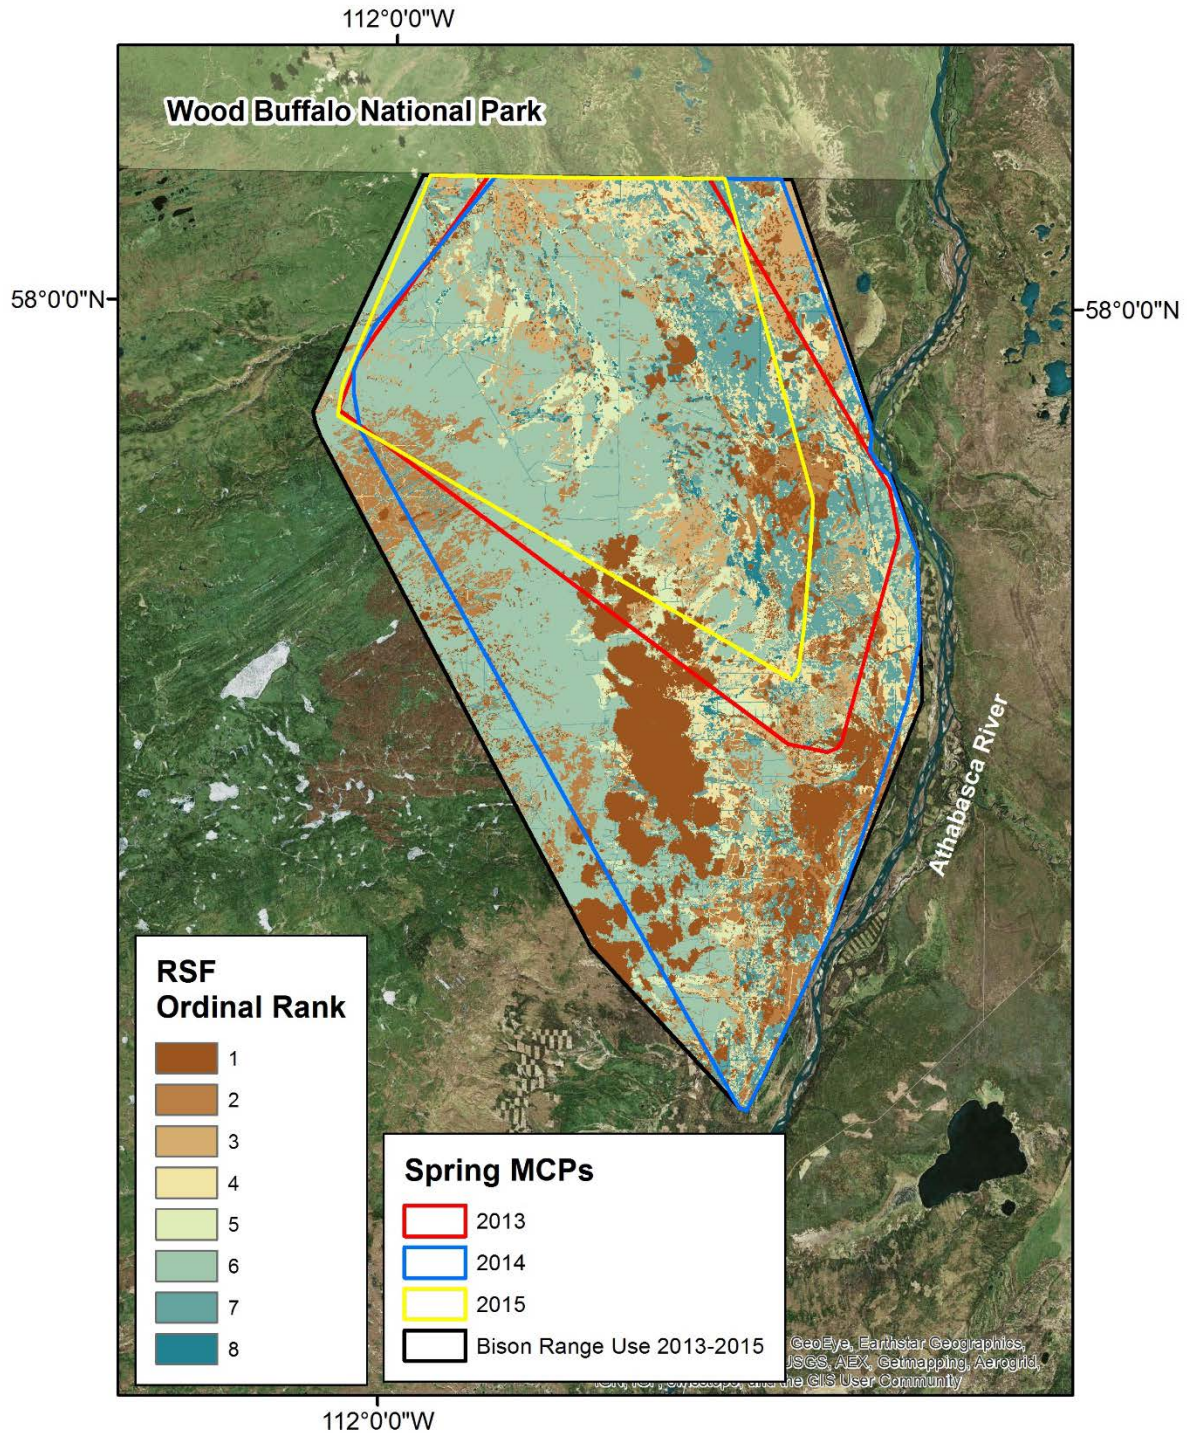 112°0'0"W
Wood Buffalo National Park
58°0'0"N
58°0'0"N
Athabasca River
RSF
Ordinal Rank
1
2
3
4
5
6
7
8
Spring MCPs
2013
2014
2015
Bison Range Use 2013-2015
GeoEye, Earthstar Geographics,
USGS, AEX, Getmapping, Aerogrid,
the GIS User Community
112°0'0"W